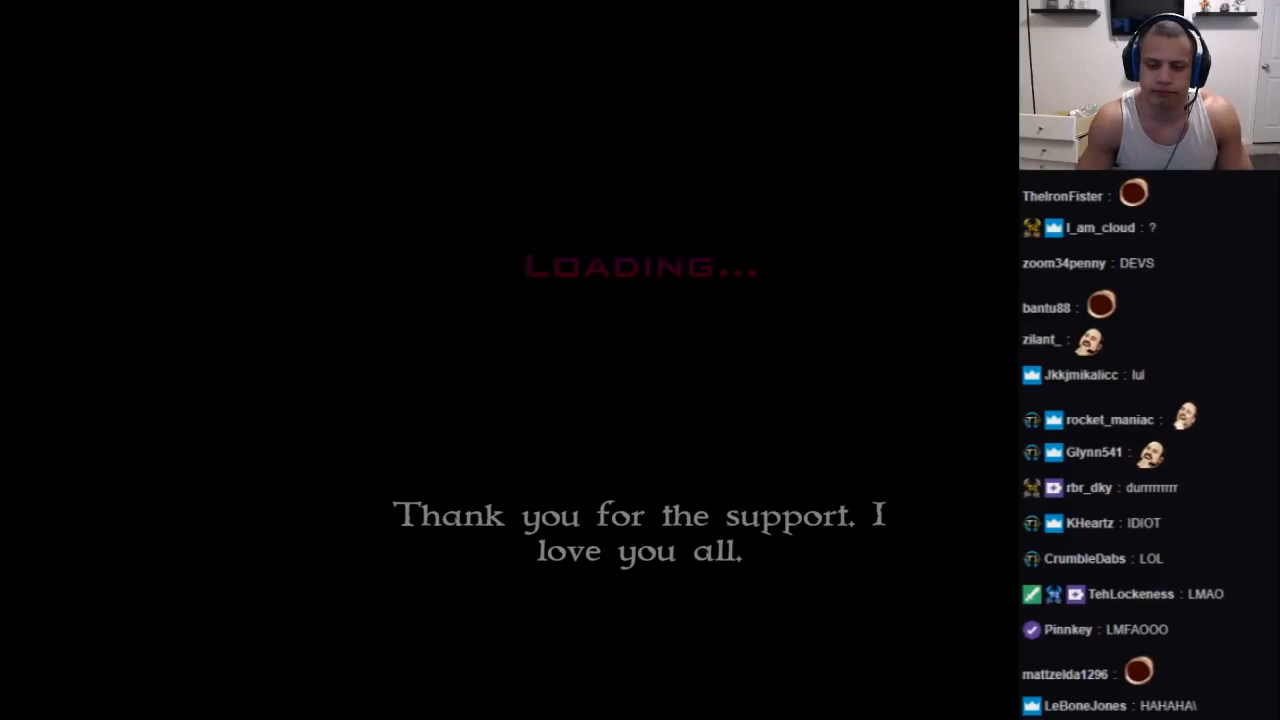 LOADING...
Thank you for the support. I
love you all.
TheIronFister :
I_am_cloud : ?
zoom34penny : DEVS
bantu88 :
zilant_ :
Jkkjmikalicc : lul
rocket_maniac :
Glynn541 :
rbr_dky : durrrrrrrr
KHeartz : IDIOT
CrumbleDabs : LOL
TehLockeness : LMAO
Pinnkey : LMFAOOO
mattzelda1296 :
LeBoneJones : HAHAHA\